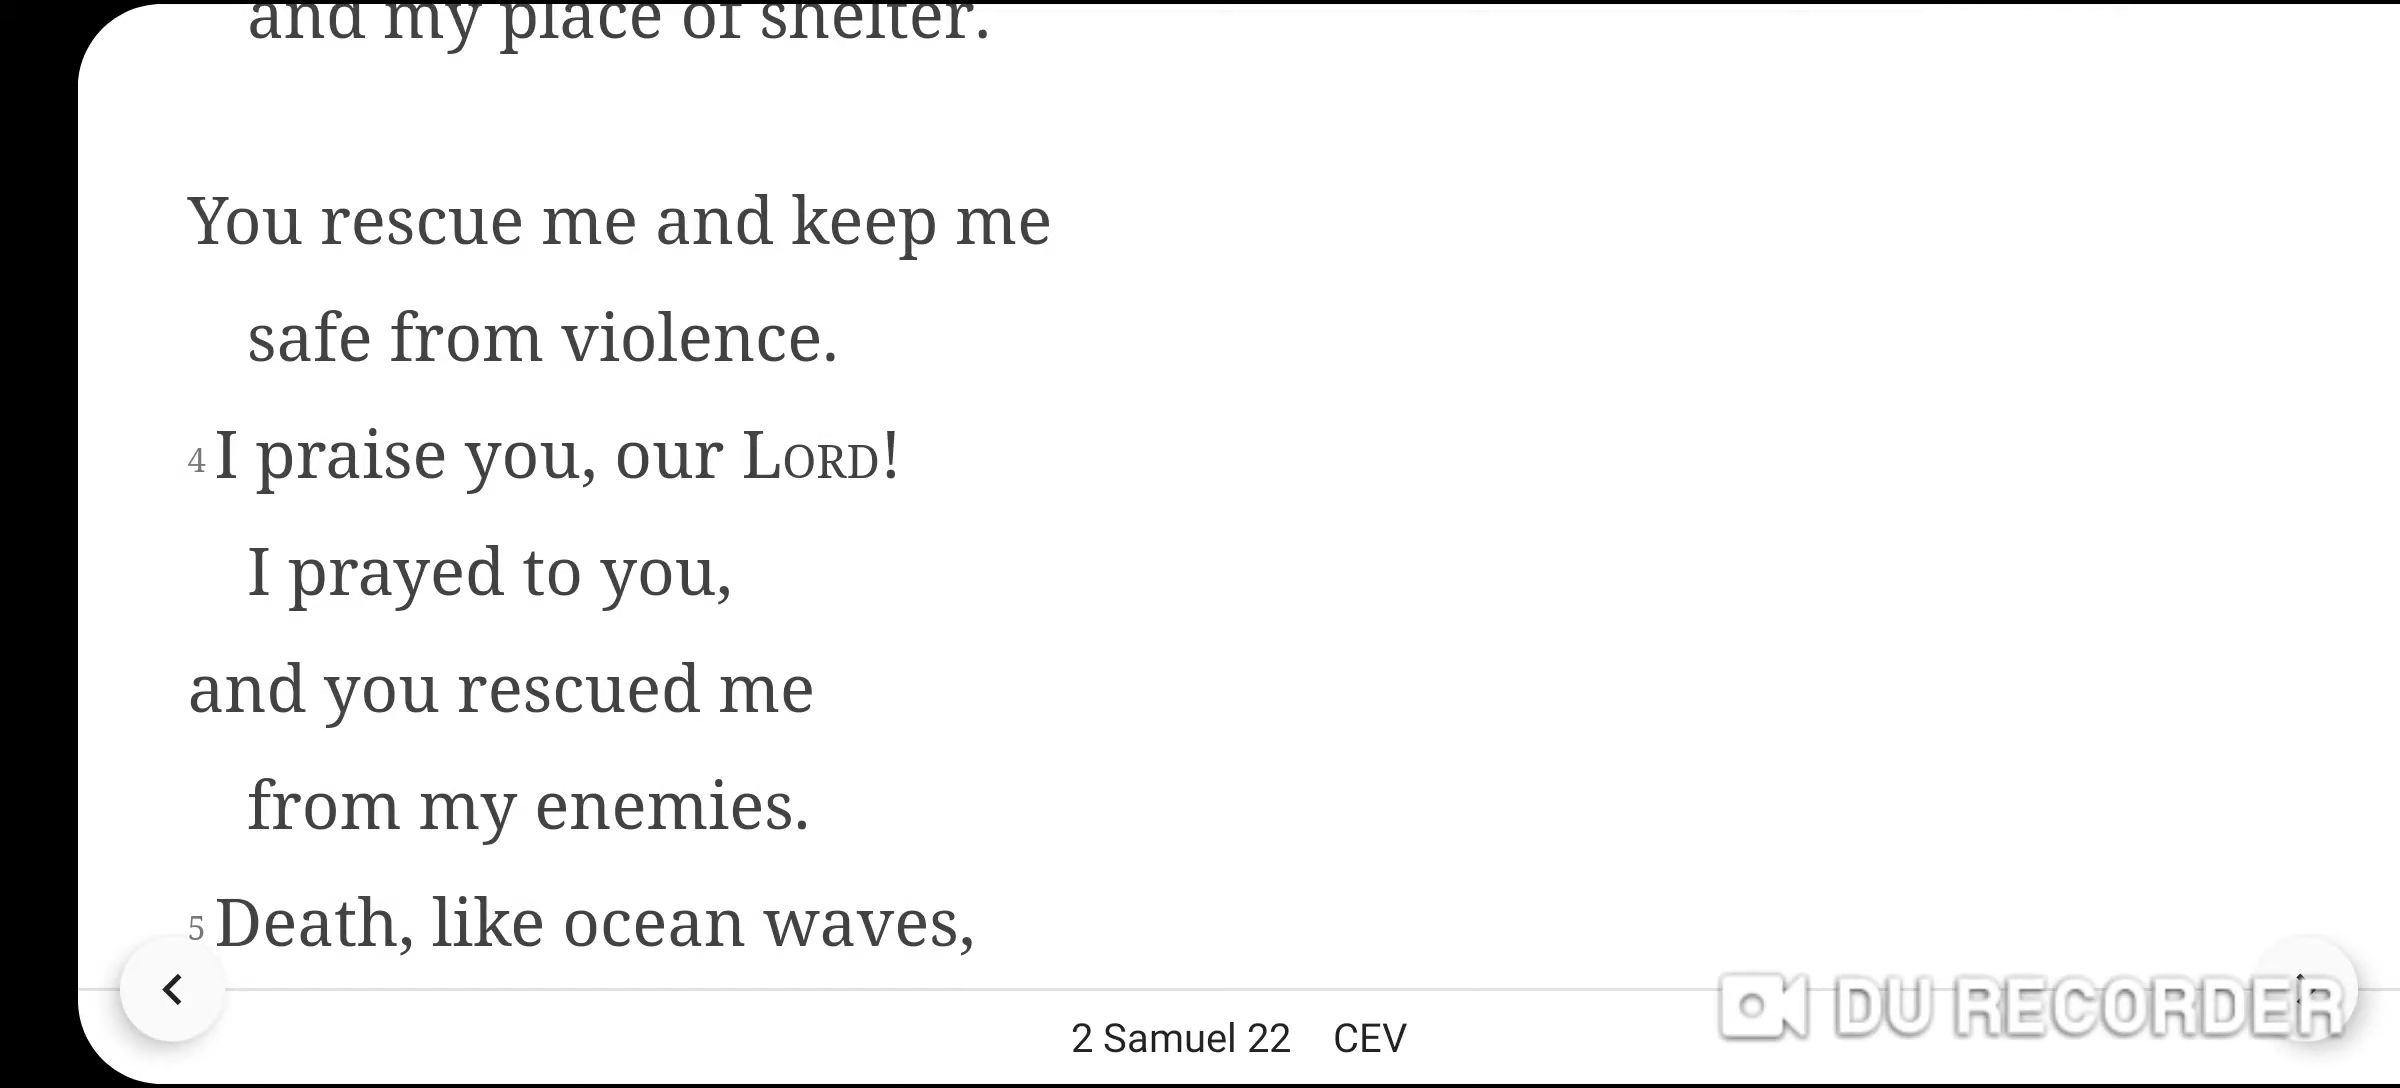 and my place of shelter.
You rescue me and keep me
safe from violence.
4 I praise you, our LORD!
I prayed to you,
and you rescued me
from my enemies.
5 Death, like ocean waves,
2 Samuel 22 CEV
DU RECORDER